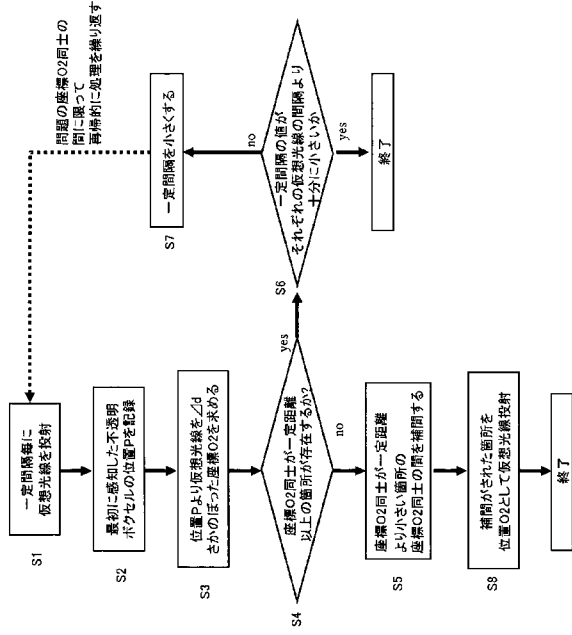 S1
一定間隔毎に
仮想光線を投射
S2
最初に感知した不透明
ボクセルの位置Pを記録
S3
位置Pより仮想光線を⊿d
さかのぼった座標O2を求める
S4
座標O2同士が一定距離
以上の箇所が存在するか?
yes
no
S5
座標O2同士が一定距離
より小さい箇所の
座標O2同士の間を補間する
S8
補間がされた箇所を
位置O2として仮想光線投射
終了
S6
一定間隔の値が
それぞれの仮想光線の間隔より
十分に小さいか
no
yes
終了
S7
一定間隔を小さくする
問題の座標O2同士の
間に限って
再帰的に処理を繰り返す